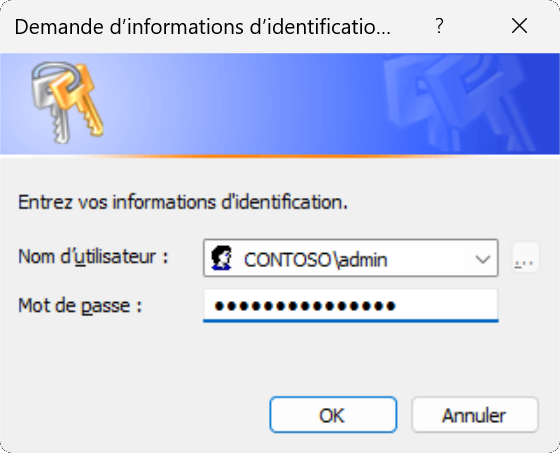 Demande d’informations d’identificatio...
?
Entrez vos informations d'identification.
Nom d’utilisateur :
CONTOSO\admin
...
Mot de passe :
●●●●●●●●●●●●●●●
OK
Annuler